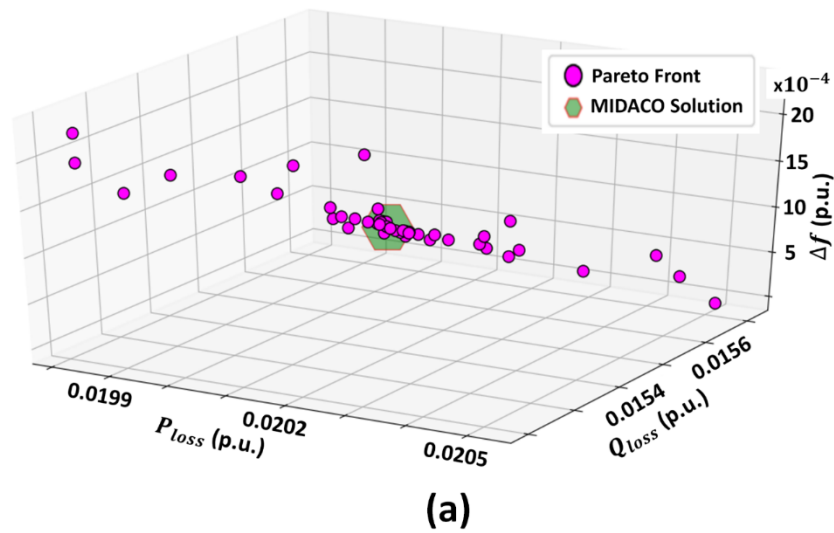 Pareto Front
MIDACO Solution
x10⁻⁴
20
15
10
5
Δf (p.u.)
0.0156
0.0154
Q_loss (p.u.)
0.0199
0.0202
0.0205
P_loss (p.u.)
(a)